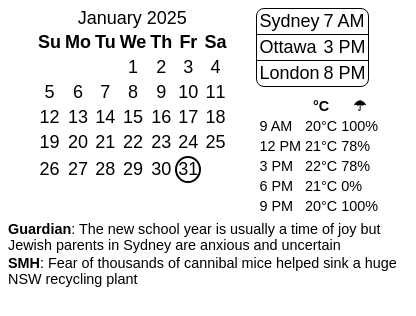 January 2025
Su Mo Tu We Th Fr Sa
1 2 3 4
5 6 7 8 9 10 11
12 13 14 15 16 17 18
19 20 21 22 23 24 25
26 27 28 29 30 31
Sydney 7 AM
Ottawa 3 PM
London 8 PM
°C ☂
9 AM 20°C 100%
12 PM 21°C 78%
3 PM 22°C 78%
6 PM 21°C 0%
9 PM 20°C 100%
Guardian: The new school year is usually a time of joy but
Jewish parents in Sydney are anxious and uncertain
SMH: Fear of thousands of cannibal mice helped sink a huge
NSW recycling plant